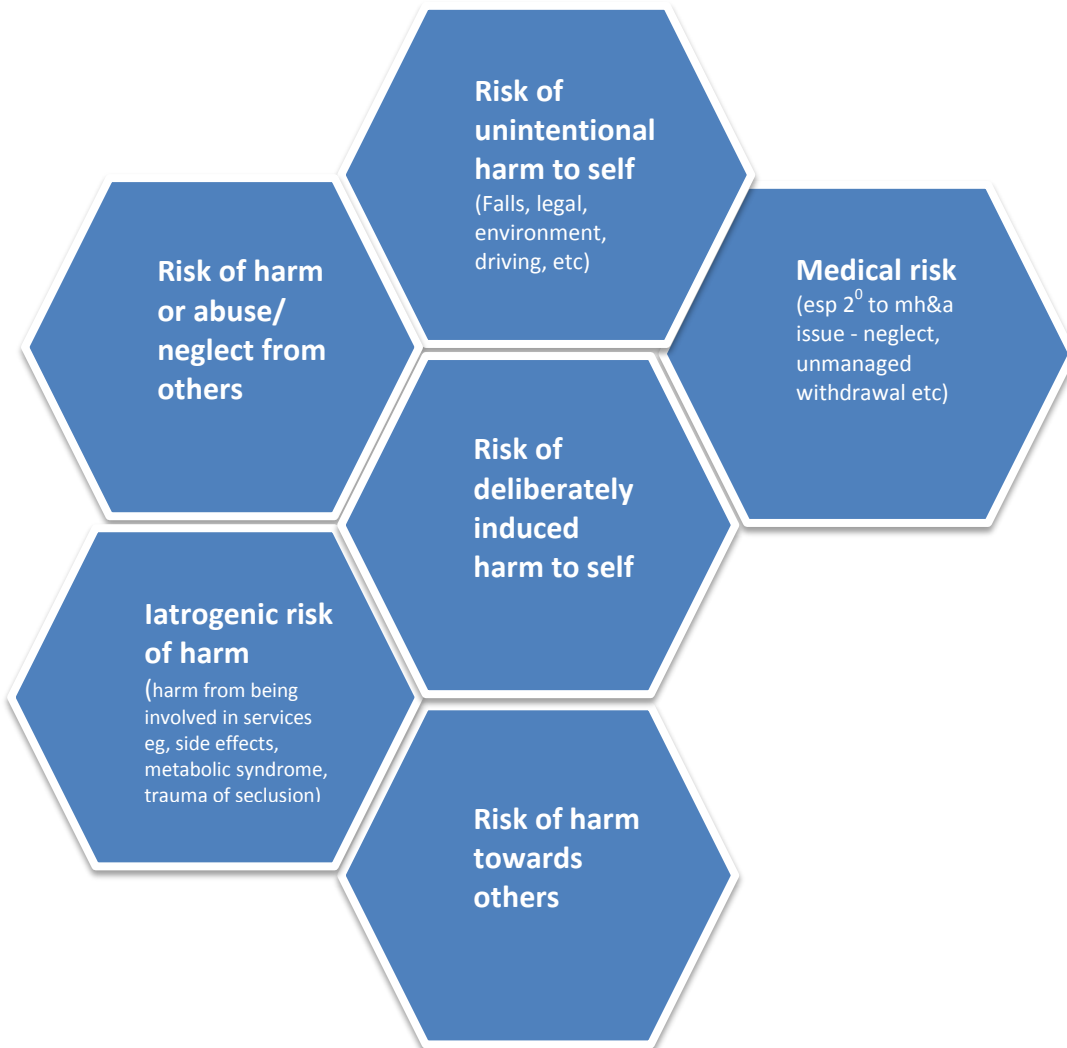 Risk of
unintentional
harm to self
(Falls, legal,
environment,
driving, etc)
Risk of harm
or abuse/
neglect from
others
Medical risk
(esp 2⁰ to mh&a
issue - neglect,
unmanaged
withdrawal etc)
Risk of
deliberately
induced
harm to self
Iatrogenic risk
of harm
(harm from being
involved in services
eg, side effects,
metabolic syndrome,
trauma of seclusion)
Risk of harm
towards
others